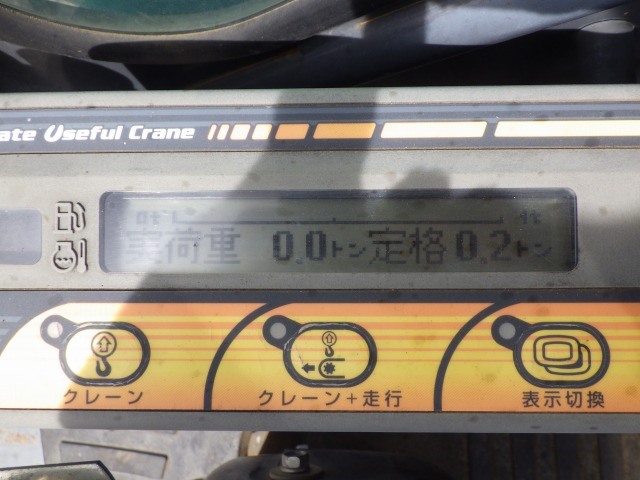 ate Useful Crane
実荷重 0.0トン 定格 0.2トン
クレーン
クレーン+走行
表示切換